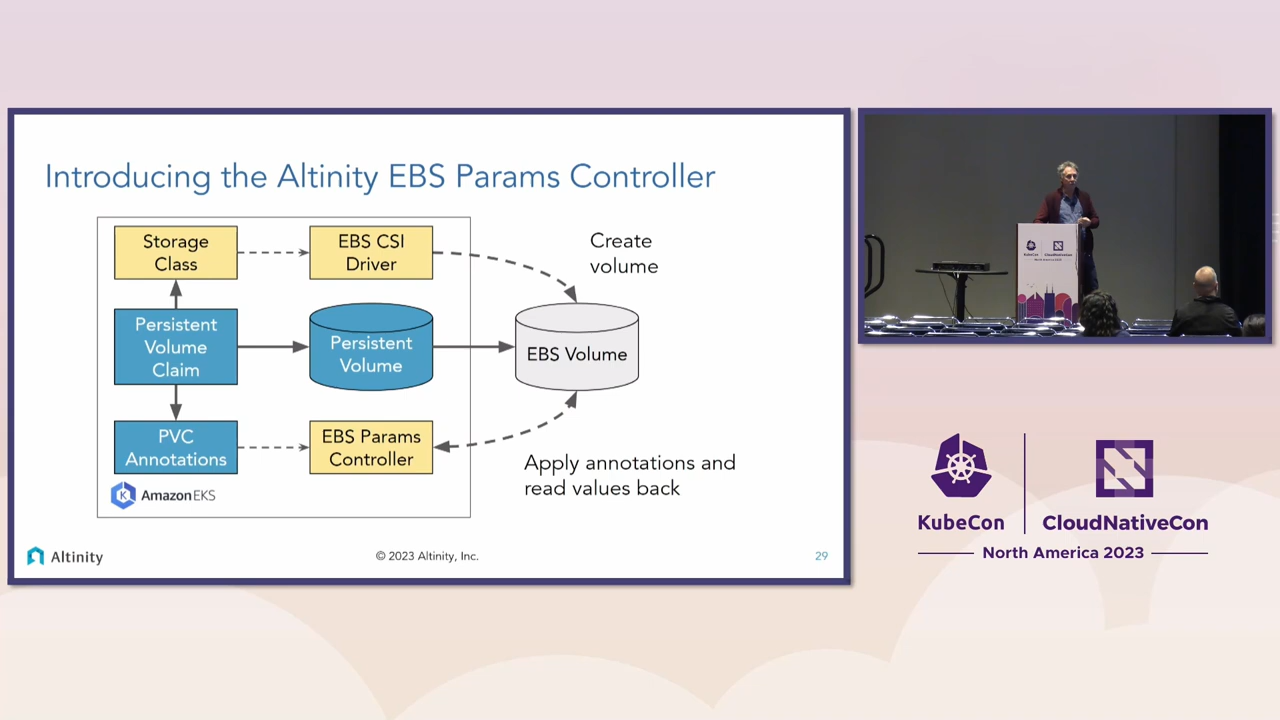 Introducing the Altinity EBS Params Controller
Storage
Class
EBS CSI
Driver
Create
volume
Persistent
Volume
Claim
Persistent
Volume
EBS Volume
PVC
Annotations
EBS Params
Controller
Apply annotations and
read values back
Amazon EKS
Altinity
© 2023 Altinity, Inc.
29
KubeCon
CloudNativeCon
KubeCon
CloudNativeCon
North America 2023